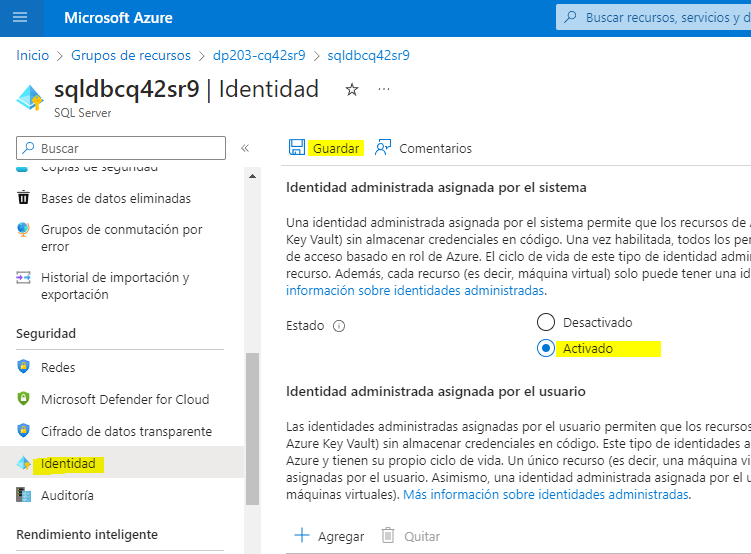 Microsoft Azure
Buscar recursos, servicios y d
Inicio > Grupos de recursos > dp203-cq42sr9 > sqldbcq42sr9
sqldbcq42sr9 | Identidad
SQL Server
Buscar
Guardar
Comentarios
Copias de seguridad
Bases de datos eliminadas
Grupos de conmutación por
error
Historial de importación y
exportación
Seguridad
Redes
Microsoft Defender for Cloud
Cifrado de datos transparente
Identidad
Auditoría
Rendimiento inteligente
Identidad administrada asignada por el sistema
Una identidad administrada asignada por el sistema permite que los recursos de A
Key Vault) sin almacenar credenciales en código. Una vez habilitada, todos los per
de acceso basado en rol de Azure. El ciclo de vida de este tipo de identidad admi
recurso. Además, cada recurso (es decir, máquina virtual) solo puede tener una id
información sobre identidades administradas.
Estado
Desactivado
Activado
Identidad administrada asignada por el usuario
Las identidades administradas asignadas por el usuario permiten que los recursos
Azure Key Vault) sin almacenar credenciales en código. Este tipo de identidades a
Azure y tienen su propio ciclo de vida. Un único recurso (es decir, una máquina vi
asignadas por el usuario. Asimismo, una identidad administrada asignada por el u
máquinas virtuales). Más información sobre identidades administradas.
Agregar
Quitar